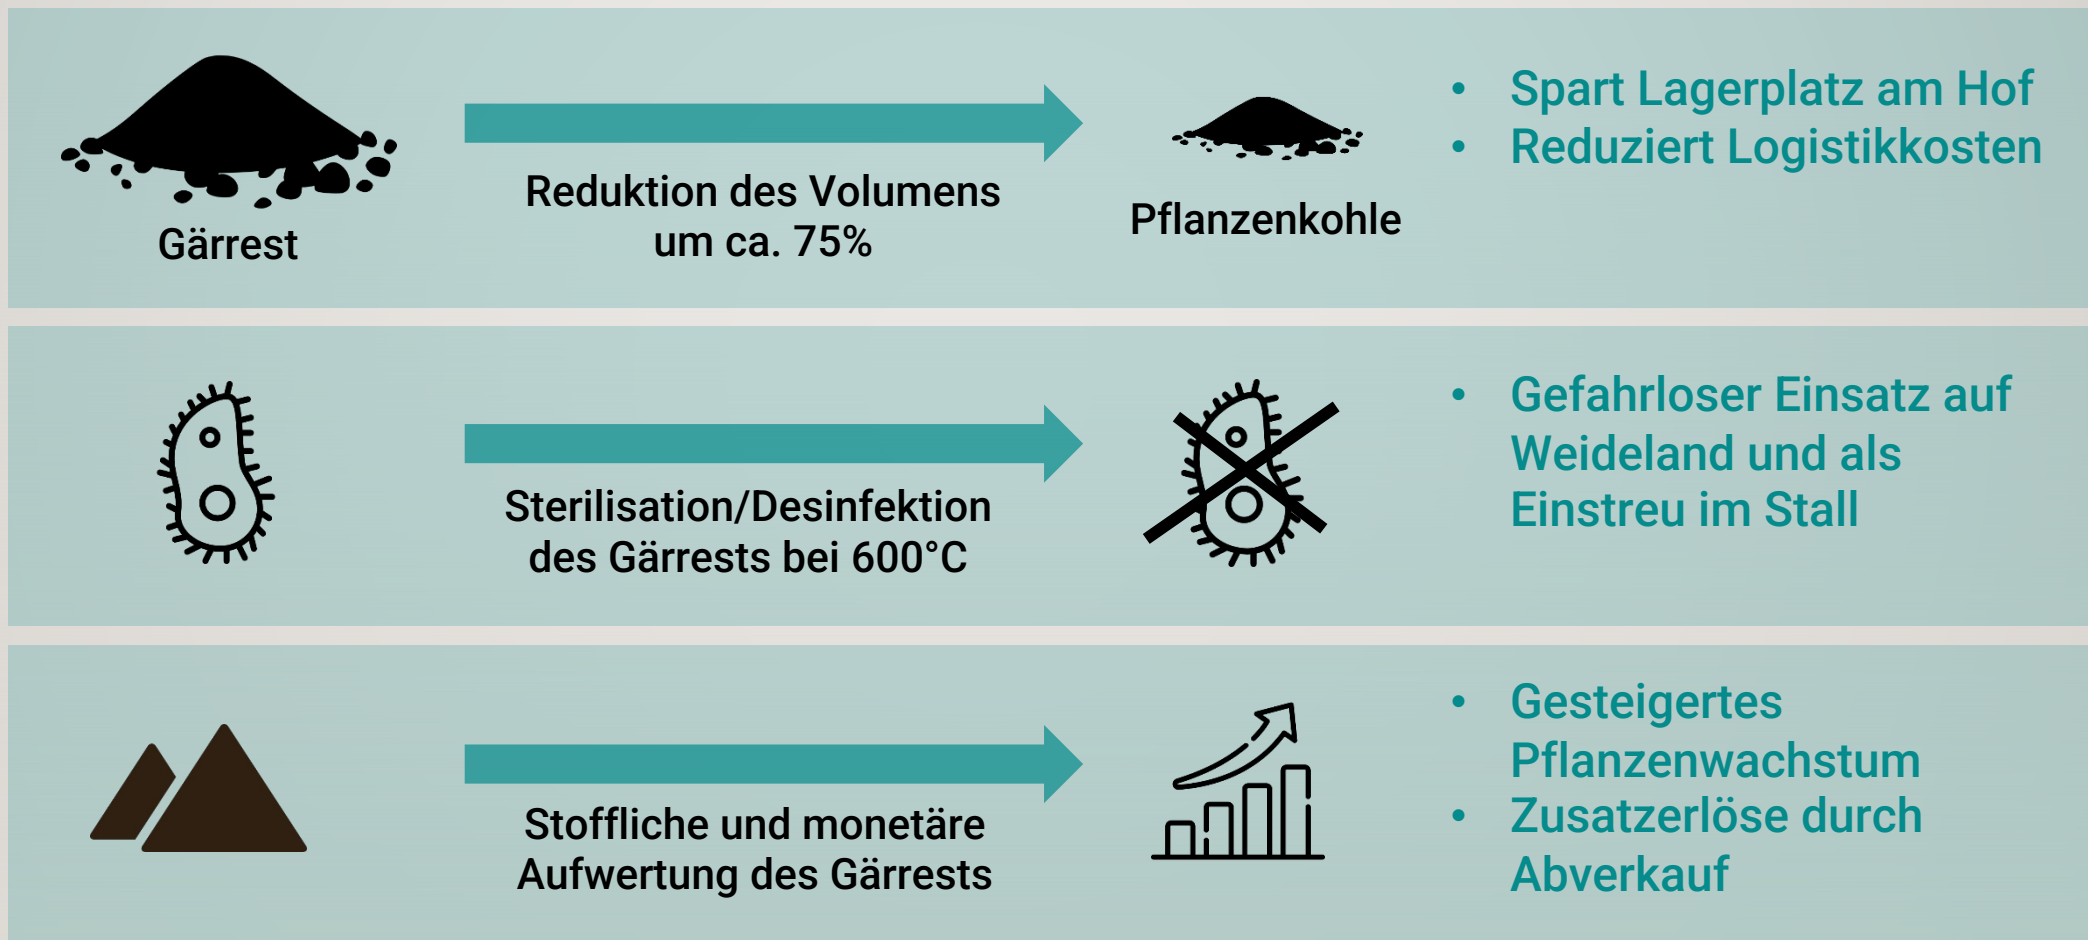 Gärrest
Reduktion des Volumens
um ca. 75%
Pflanzenkohle
• Spart Lagerplatz am Hof
• Reduziert Logistikkosten
Sterilisation/Desinfektion
des Gärrests bei 600°C
• Gefahrloser Einsatz auf
Weideland und als
Einstreu im Stall
Stoffliche und monetäre
Aufwertung des Gärrests
• Gesteigertes
Pflanzenwachstum
• Zusatzerlöse durch
Abverkauf